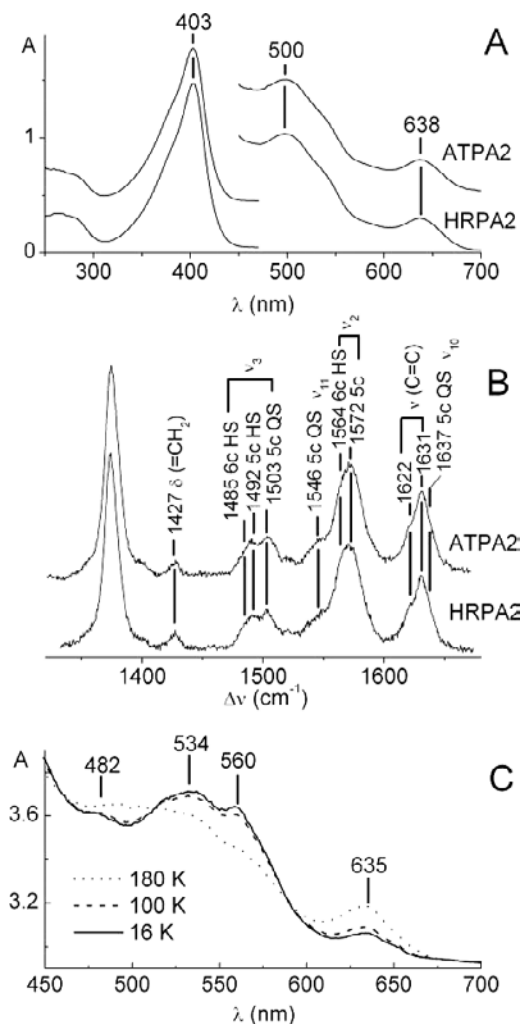 A
403
500
638
A
1
0
ATPA2
HRPA2
300
400
500
600
700
λ (nm)
B
1427 δ (=CH2)
ν3
1485 6c HS
1492 5c HS
1503 5c QS
1546 5c QS ν11
ν2
1564 6c HS
1572 5c
ν (C=C)
1622
1631
1637 5c QS ν10
ATPA2
HRPA2
1400
1500
1600
Δν (cm-1)
A
C
482
534
560
635
3.6
3.2
180 K
100 K
16 K
450
500
550
600
650
700
λ (nm)